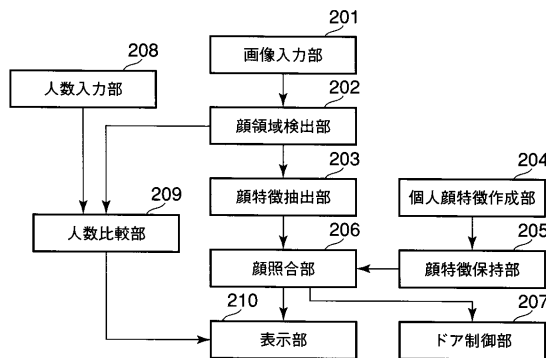 201
画像入力部
208
人数入力部
202
顔領域検出部
203
顔特徴抽出部
204
個人顔特徴作成部
209
人数比較部
206
顔照合部
205
顔特徴保持部
210
表示部
207
ドア制御部